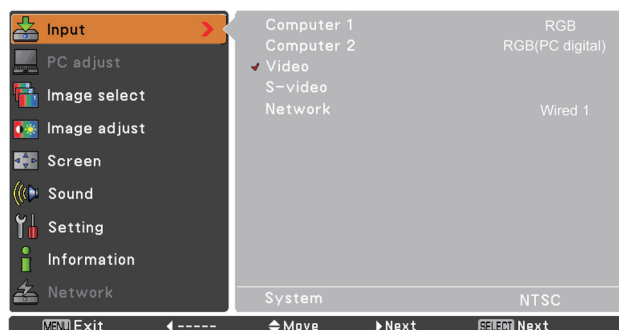 Input
PC adjust
Image select
Image adjust
Screen
Sound
Setting
Information
Network
Computer 1 RGB
Computer 2 RGB(PC digital)
Video
S-video
Network Wired 1
System NTSC
MENU Exit ----- Move Next SELECT Next